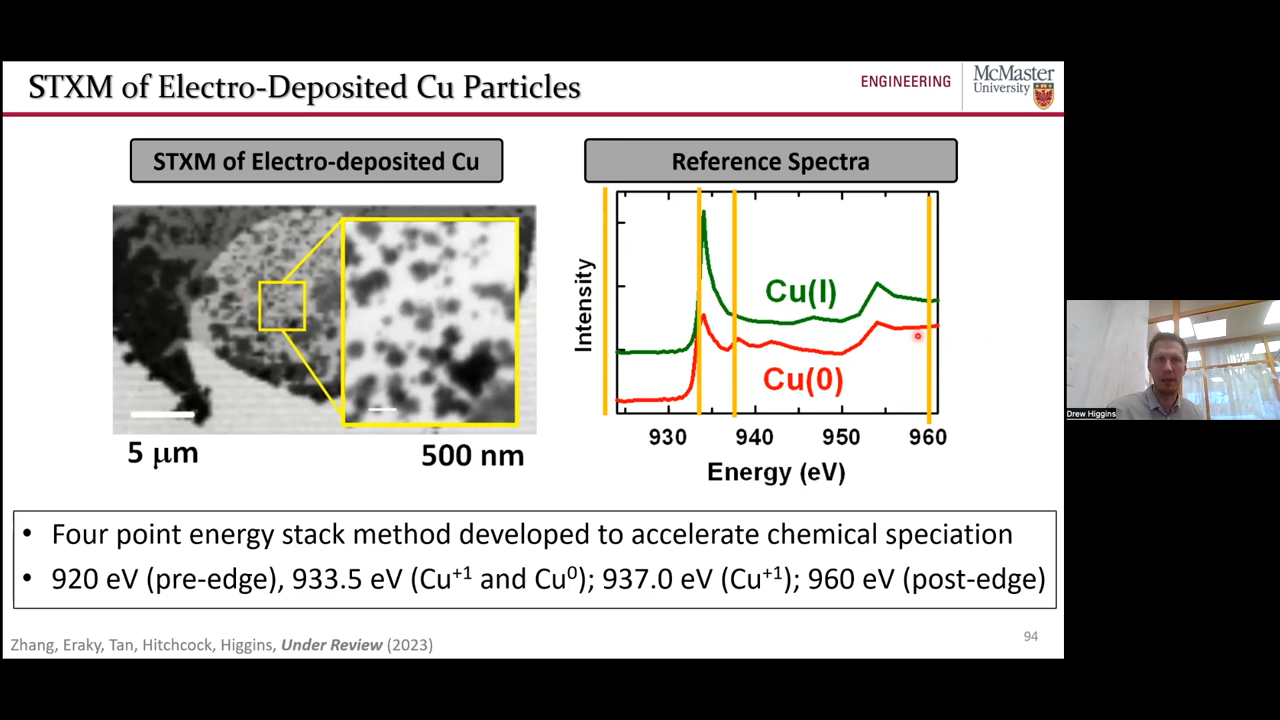 STXM of Electro-Deposited Cu Particles
ENGINEERING
McMaster
University
STXM of Electro-deposited Cu
Reference Spectra
5 μm
500 nm
Intensity
Cu(I)
Cu(0)
930 940 950 960
Energy (eV)
• Four point energy stack method developed to accelerate chemical speciation
• 920 eV (pre-edge), 933.5 eV (Cu⁺¹ and Cu⁰); 937.0 eV (Cu⁺¹); 960 eV (post-edge)
Zhang, Eraky, Tan, Hitchcock, Higgins, Under Review (2023)
94
Drew Higgins